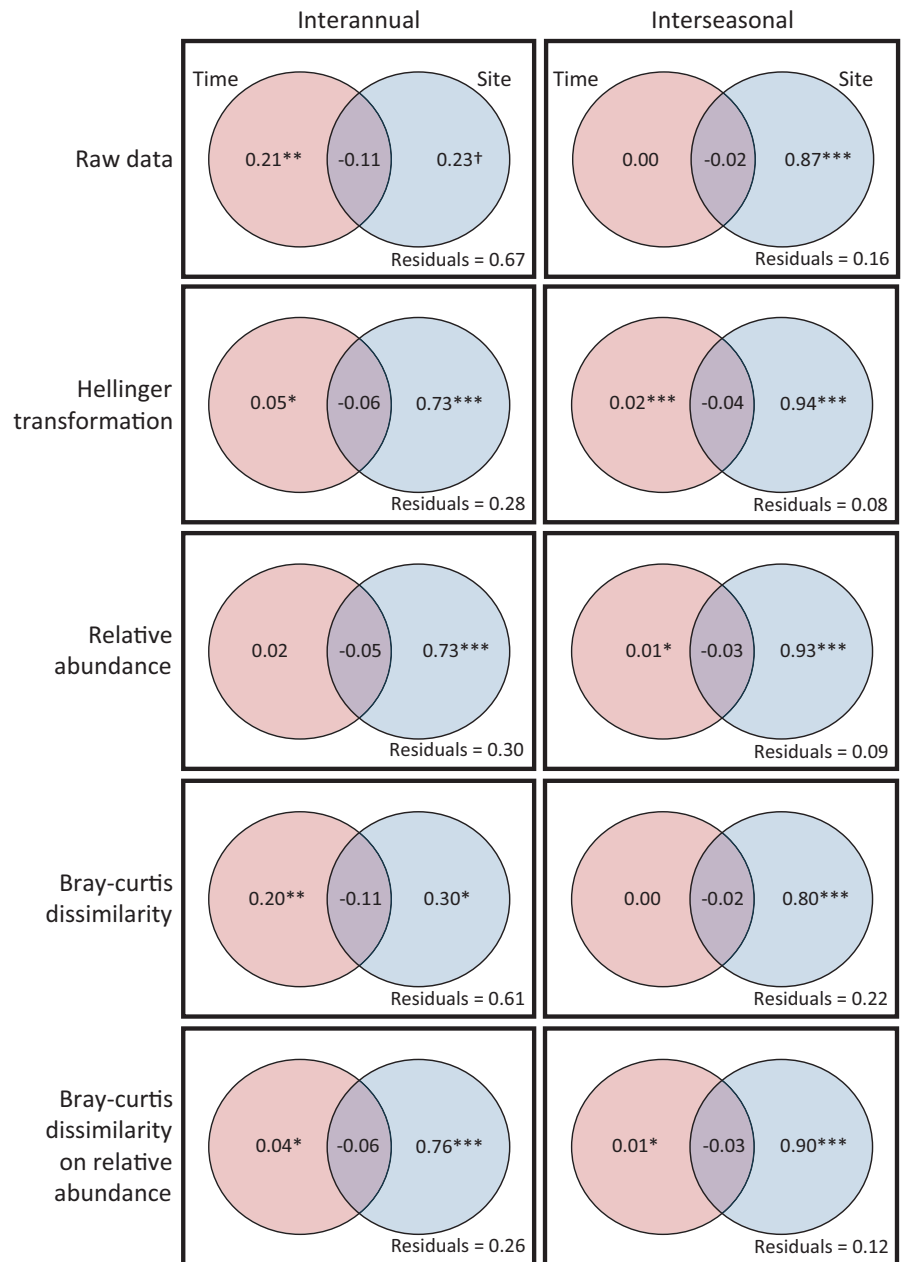 Interannual
Interseasonal
Raw data
Time
Site
0.21**
-0.11
0.23†
Residuals = 0.67
Time
Site
0.00
-0.02
0.87***
Residuals = 0.16
Hellinger
transformation
0.05*
-0.06
0.73***
Residuals = 0.28
0.02***
-0.04
0.94***
Residuals = 0.08
Relative
abundance
0.02
-0.05
0.73***
Residuals = 0.30
0.01*
-0.03
0.93***
Residuals = 0.09
Bray-curtis
dissimilarity
0.20**
-0.11
0.30*
Residuals = 0.61
0.00
-0.02
0.80***
Residuals = 0.22
Bray-curtis
dissimilarity
on relative
abundance
0.04*
-0.06
0.76***
Residuals = 0.26
0.01*
-0.03
0.90***
Residuals = 0.12